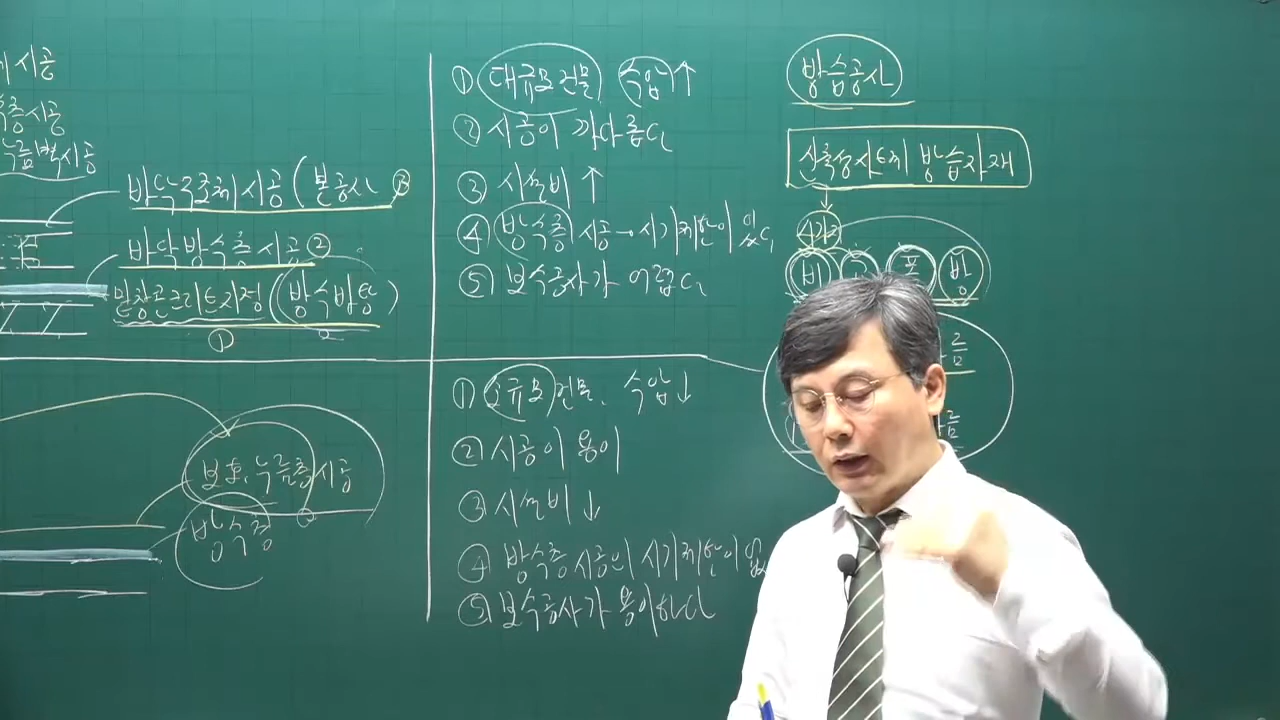 시공
층시공
누름벽시공
바닥구조체시공(본공사 ③
바닥방수층시공 ②
밑창콘크리트지정(방수바탕)
①
보호, 누름층시공
방수층
① 대규모건물 수압↑
② 시공이 까다롭다
③ 시설비 ↑
④ 방수층 시공→시기제한이 있다
⑤ 보수공사가 어렵다
① 소규모건물, 수압↓
② 시공이 용이
③ 시설비↓
④ 방수층 시공의 시기제한이 없
⑤ 보수공사가 용이하다
방습공사
신축성시트계 방습자재
4가지
비 포 방